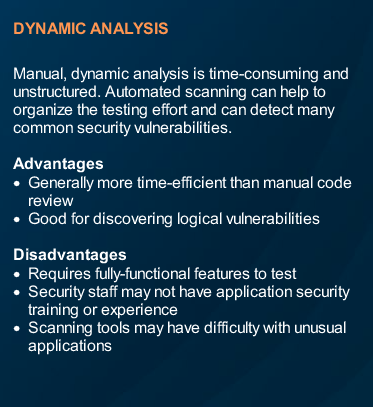 DYNAMIC ANALYSIS
Manual, dynamic analysis is time-consuming and
unstructured. Automated scanning can help to
organize the testing effort and can detect many
common security vulnerabilities.
Advantages
• Generally more time-efficient than manual code
review
• Good for discovering logical vulnerabilities
Disadvantages
• Requires fully-functional features to test
• Security staff may not have application security
training or experience
• Scanning tools may have difficulty with unusual
applications